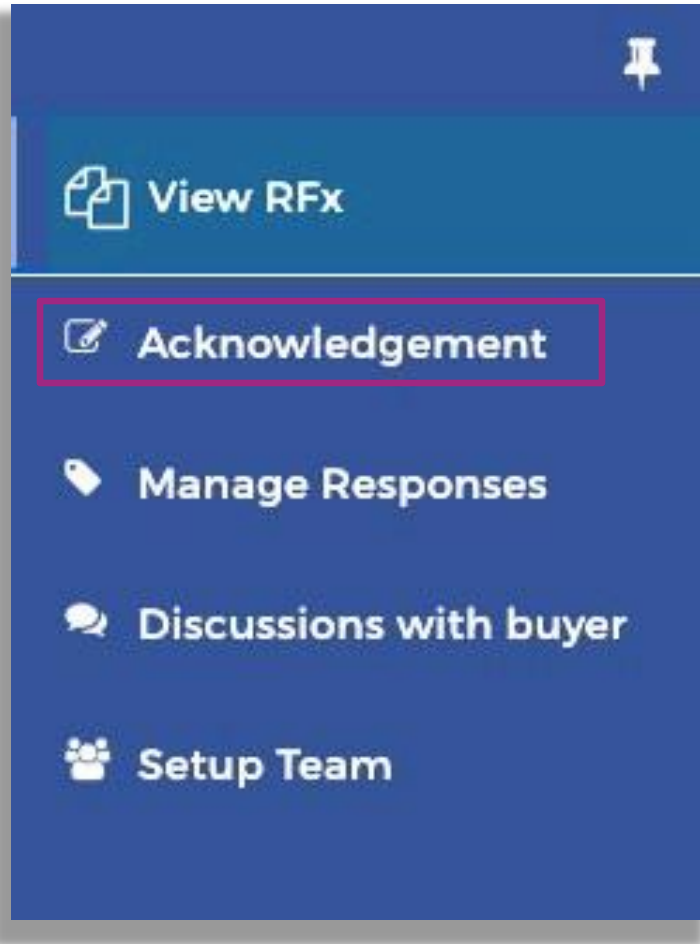 View RFx
Acknowledgement
Manage Responses
Discussions with buyer
Setup Team